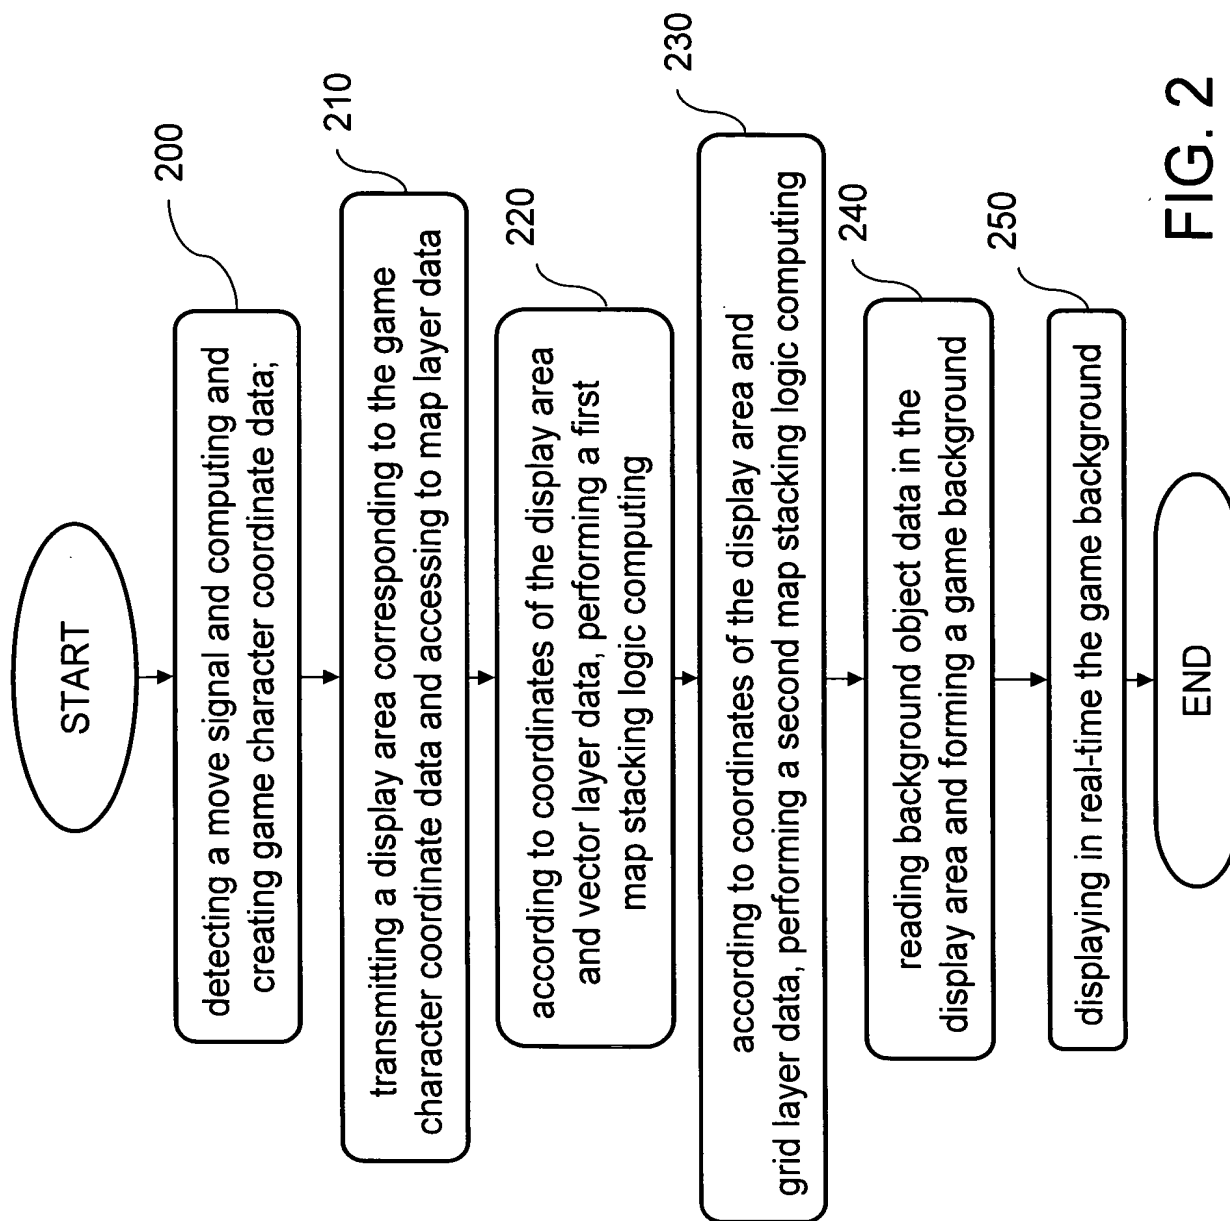 START
200
detecting a move signal and computing and
creating game character coordinate data;
210
transmitting a display area corresponding to the game
character coordinate data and accessing to map layer data
220
according to coordinates of the display area
and vector layer data, performing a first
map stacking logic computing
230
according to coordinates of the display area and
grid layer data, performing a second map stacking logic computing
240
reading background object data in the
display area and forming a game background
250
displaying in real-time the game background
END
FIG. 2